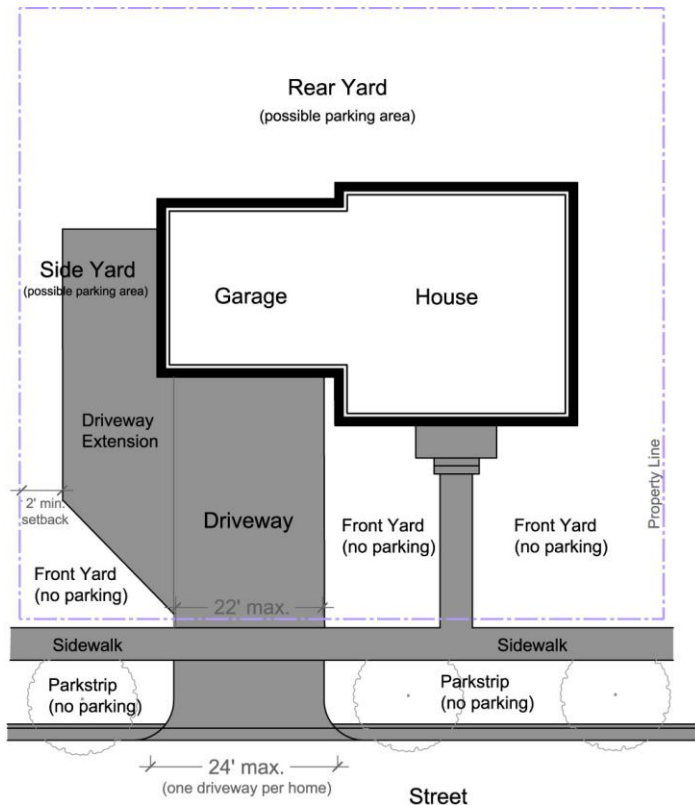 Rear Yard
(possible parking area)
Side Yard
(possible parking area)
Garage
House
Driveway
Extension
2' min.
setback
Driveway
Front Yard
(no parking)
Front Yard
(no parking)
Property Line
Front Yard
(no parking)
22' max.
Sidewalk
Sidewalk
Parkstrip
(no parking)
Parkstrip
(no parking)
24' max.
(one driveway per home)
Street